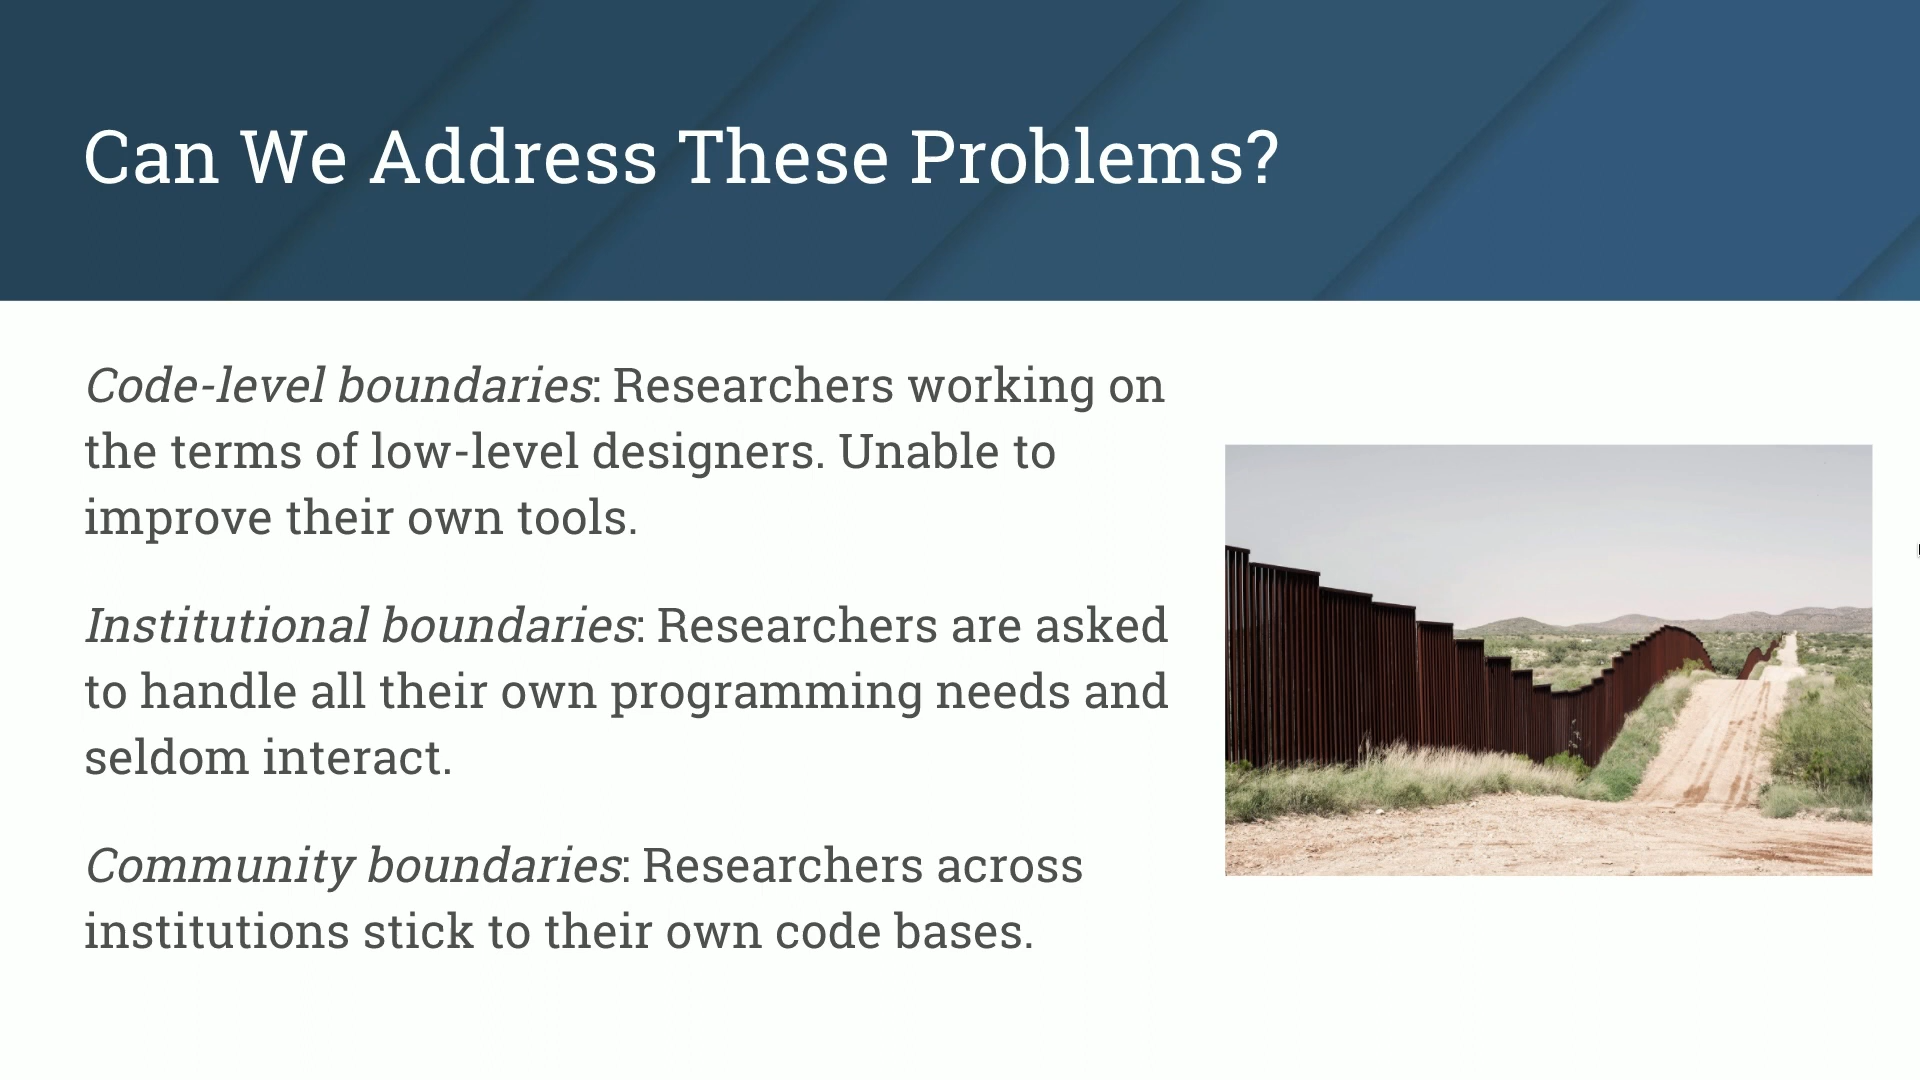 Can We Address These Problems?
Code-level boundaries: Researchers working on
the terms of low-level designers. Unable to
improve their own tools.
Institutional boundaries: Researchers are asked
to handle all their own programming needs and
seldom interact.
Community boundaries: Researchers across
institutions stick to their own code bases.